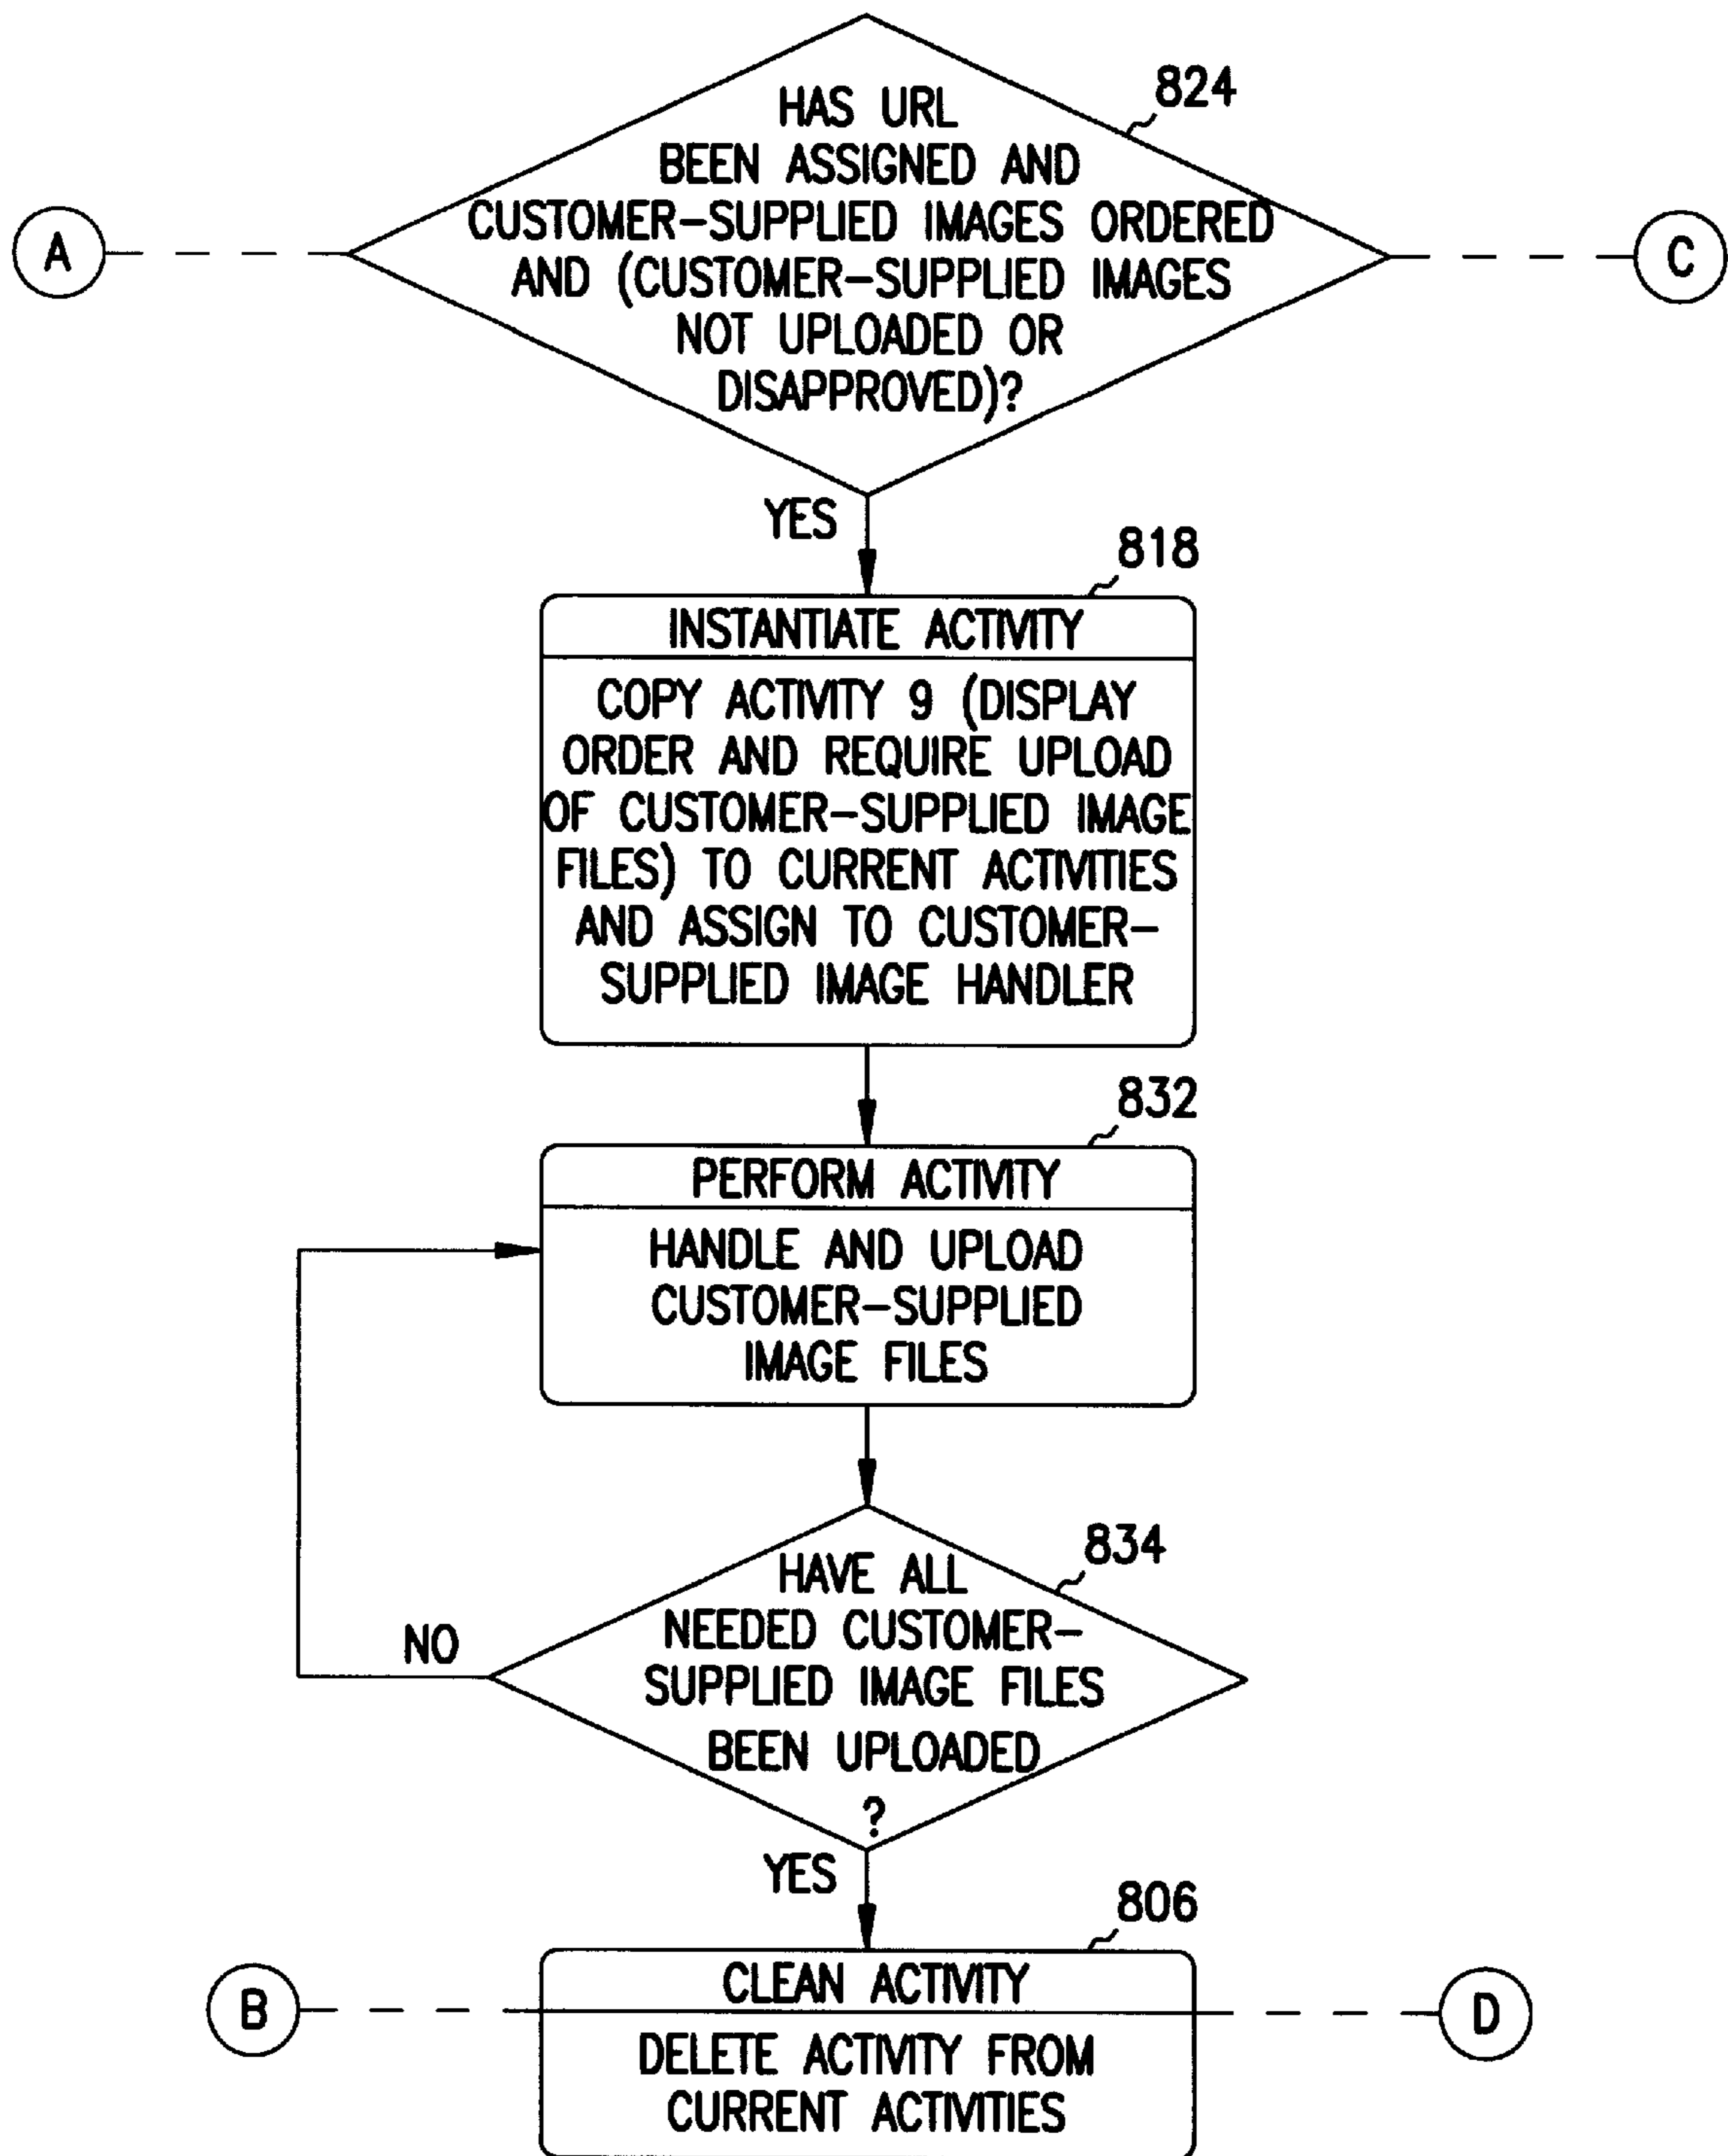 HAS URL
BEEN ASSIGNED AND
CUSTOMER-SUPPLIED IMAGES ORDERED
AND (CUSTOMER-SUPPLIED IMAGES
NOT UPLOADED OR
DISAPPROVED)?
824
A
C
YES
818
INSTANTIATE ACTIVITY
COPY ACTIVITY 9 (DISPLAY
ORDER AND REQUIRE UPLOAD
OF CUSTOMER-SUPPLIED IMAGE
FILES) TO CURRENT ACTIVITIES
AND ASSIGN TO CUSTOMER-
SUPPLIED IMAGE HANDLER
832
PERFORM ACTIVITY
HANDLE AND UPLOAD
CUSTOMER-SUPPLIED
IMAGE FILES
834
HAVE ALL
NEEDED CUSTOMER-
SUPPLIED IMAGE FILES
BEEN UPLOADED
?
NO
YES
806
CLEAN ACTIVITY
B
D
DELETE ACTIVITY FROM
CURRENT ACTIVITIES